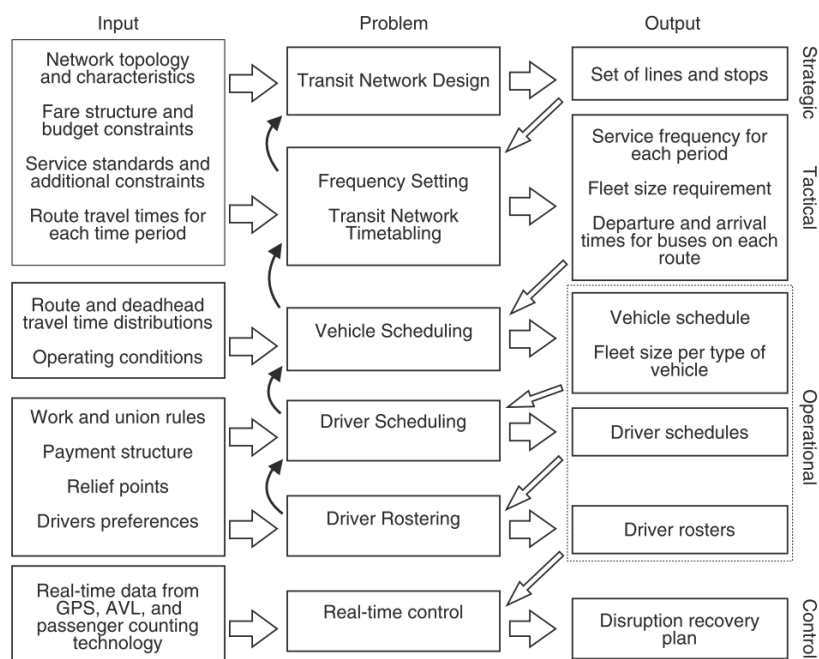 Input
Problem
Output
Network topology
and characteristics
Fare structure and
budget constraints
Service standards and
additional constraints
Route travel times for
each time period
Transit Network Design
Set of lines and stops
Strategic
Frequency Setting
Transit Network
Timetabling
Service frequency for
each period
Fleet size requirement
Departure and arrival
times for buses on each
route
Tactical
Route and deadhead
travel time distributions
Operating conditions
Vehicle Scheduling
Vehicle schedule
Fleet size per type of
vehicle
Work and union rules
Payment structure
Relief points
Drivers preferences
Driver Scheduling
Driver schedules
Operational
Driver Rostering
Driver rosters
Real-time data from
GPS, AVL, and
passenger counting
technology
Real-time control
Disruption recovery
plan
Control